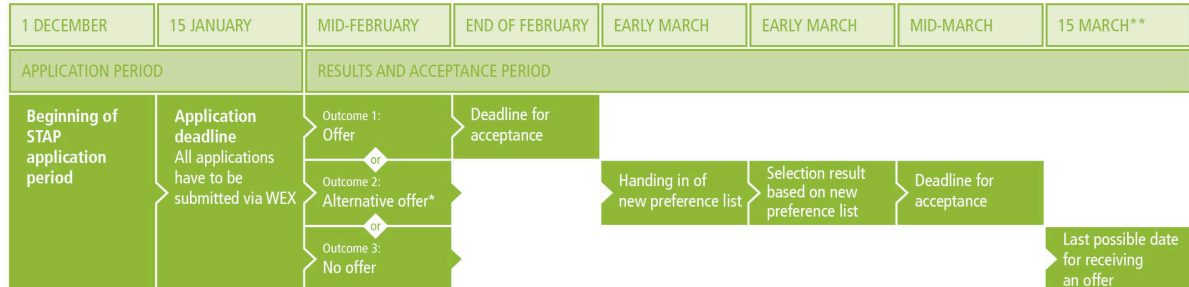 1 DECEMBER
15 JANUARY
MID-FEBRUARY
END OF FEBRUARY
EARLY MARCH
EARLY MARCH
MID-MARCH
15 MARCH**
APPLICATION PERIOD
RESULTS AND ACCEPTANCE PERIOD
Beginning of
STAP
application
period
Application
deadline
All applications
have to be
submitted via WEX
Outcome 1:
Offer
or
Outcome 2:
Alternative offer*
or
Outcome 3:
No offer
Deadline for
acceptance
Handing in of
new preference list
Selection result
based on new
preference list
Deadline for
acceptance
Last possible date
for receiving
an offer